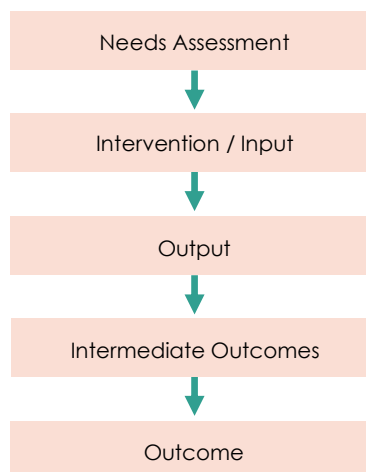 Needs Assessment
Intervention / Input
Output
Intermediate Outcomes
Outcome